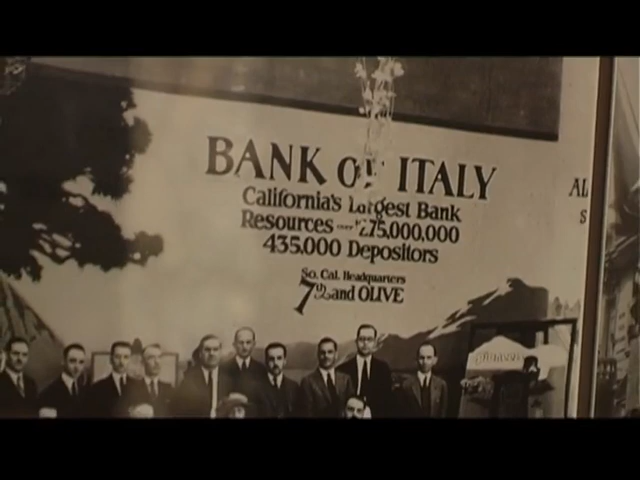 BANK OF ITALY
California's Largest Bank
Resources over $275,000,000
435,000 Depositors
So. Cal. Headquarters
7th and OLIVE
Pioneer